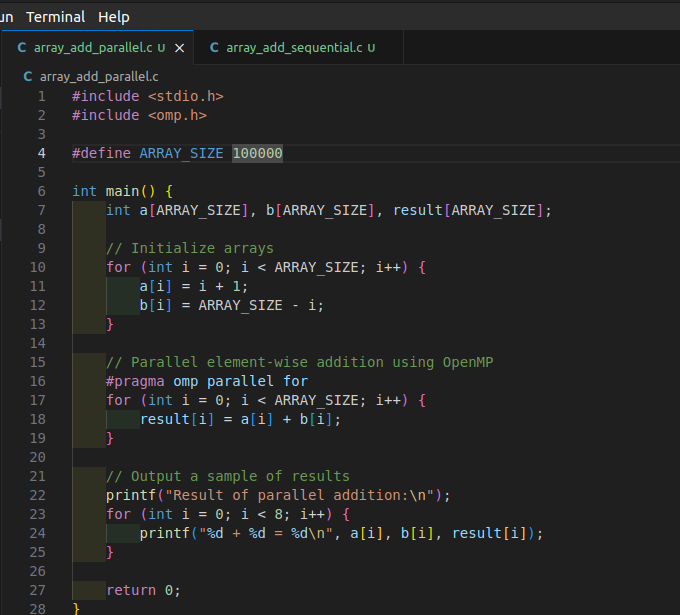 un Terminal Help
C array_add_parallel.c U × C array_add_sequential.c U
C array_add_parallel.c
1 #include <stdio.h>
2 #include <omp.h>
3
4 #define ARRAY_SIZE 100000
5
6 int main() {
7     int a[ARRAY_SIZE], b[ARRAY_SIZE], result[ARRAY_SIZE];
8
9     // Initialize arrays
10     for (int i = 0; i < ARRAY_SIZE; i++) {
11         a[i] = i + 1;
12         b[i] = ARRAY_SIZE - i;
13     }
14
15     // Parallel element-wise addition using OpenMP
16     #pragma omp parallel for
17     for (int i = 0; i < ARRAY_SIZE; i++) {
18         result[i] = a[i] + b[i];
19     }
20
21     // Output a sample of results
22     printf("Result of parallel addition:\n");
23     for (int i = 0; i < 8; i++) {
24         printf("%d + %d = %d\n", a[i], b[i], result[i]);
25     }
26
27     return 0;
28 }